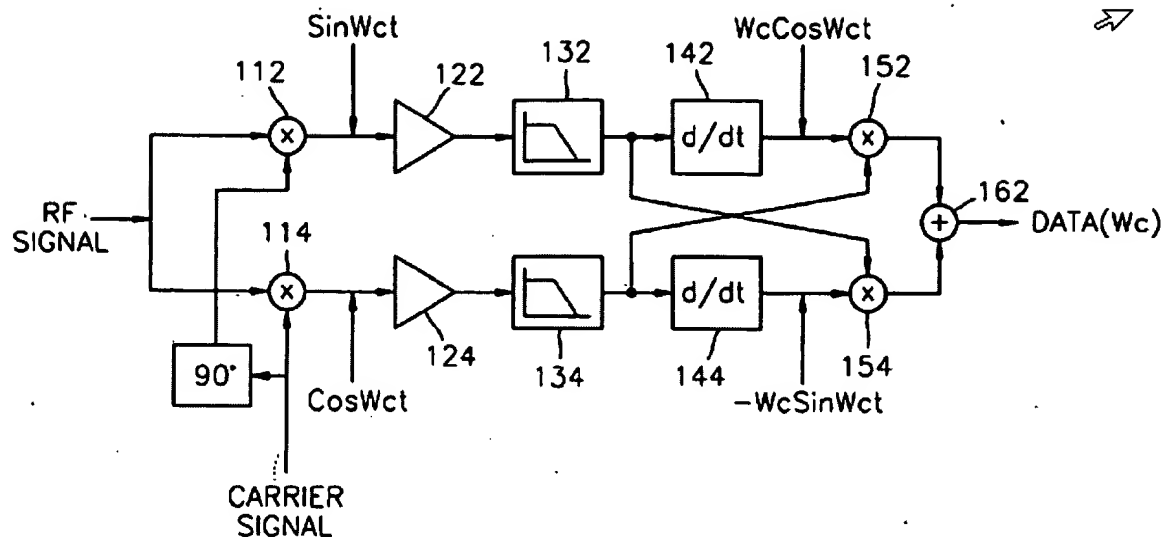 SinWct
WcCosWct
112
122
132
142
152
x
d/dt
x
RF
SIGNAL
162
+
DATA(Wc)
114
x
d/dt
x
90°
124
134
144
154
CosWct
-WcSinWct
CARRIER
SIGNAL